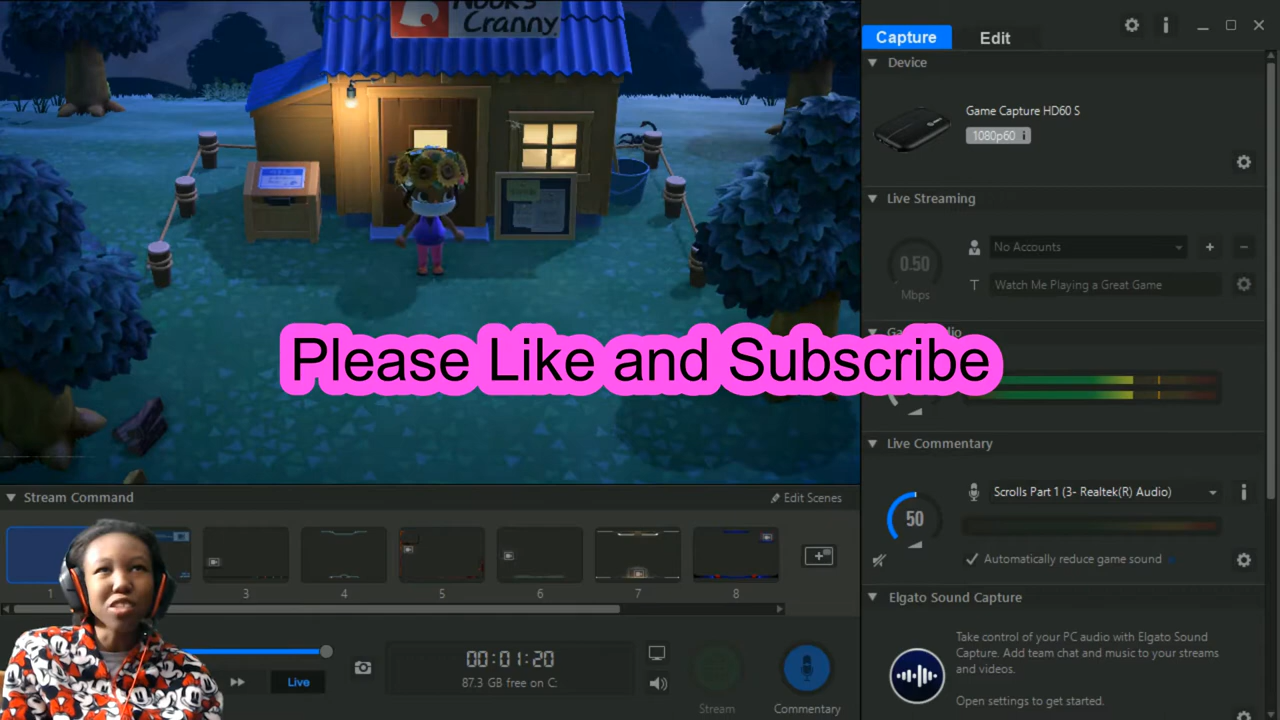 Nook's
Cranny
Capture
Edit
Device
Game Capture HD60 S
1080p60 i
Live Streaming
0.50
Mbps
No Accounts
T Watch Me Playing a Great Game
Please Like and Subscribe
Live Commentary
Scrolls Part 1 (3- Realtek(R) Audio)
50
Automatically reduce game sound
Stream Command
Edit Scenes
1
3
4
5
6
7
8
Elgato Sound Capture
Take control of your PC audio with Elgato Sound
Capture. Add team chat and music to your streams
and videos.
Open settings to get started.
00:01:20
87.3 GB free on C:
Live
Stream
Commentary